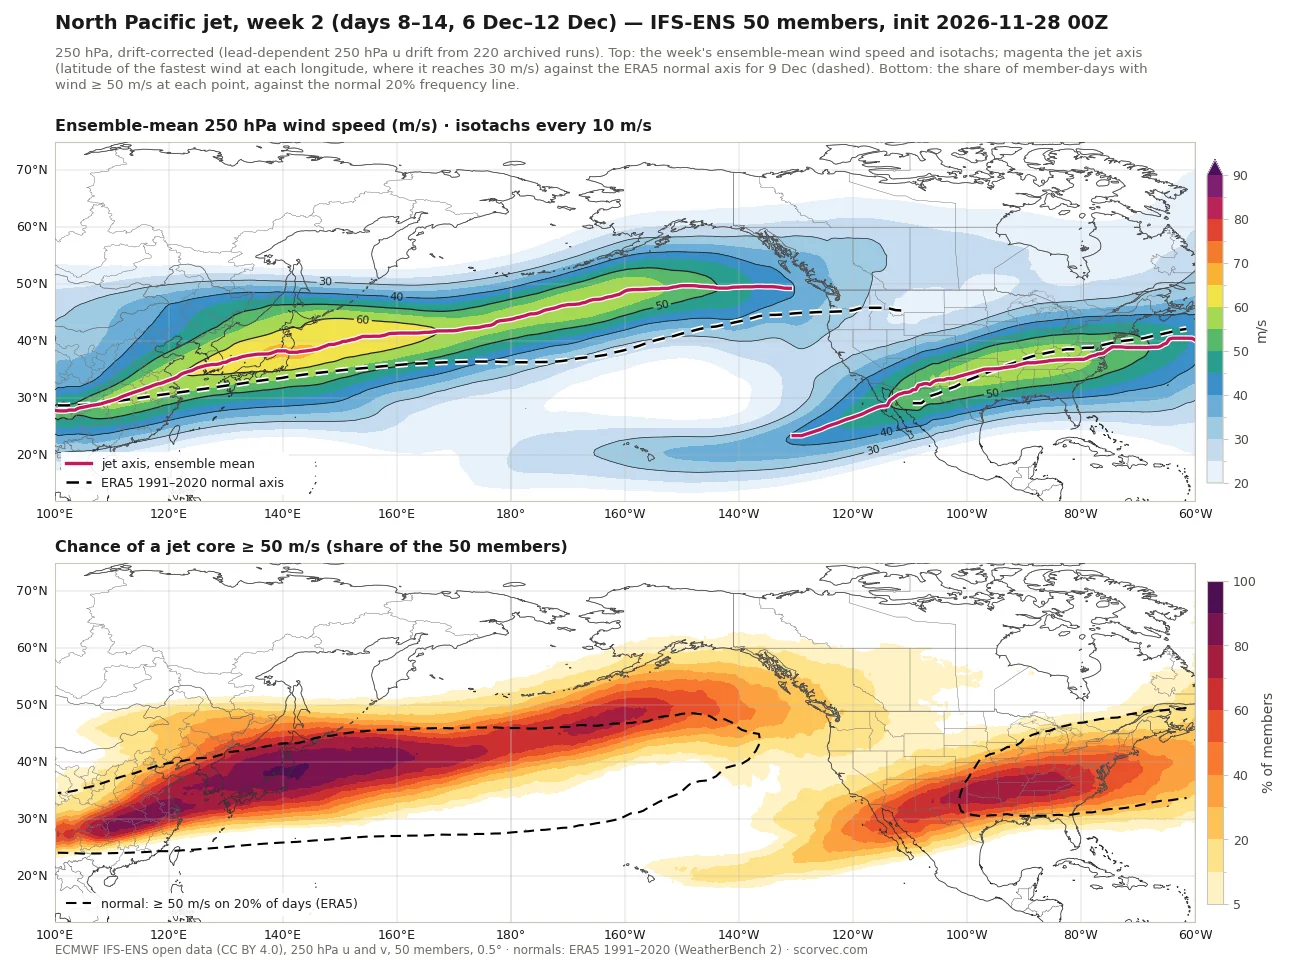 North Pacific jet, week 2 (days 8–14, 6 Dec–12 Dec) — IFS-ENS 50 members, init 2026-11-28 00Z
250 hPa, drift-corrected (lead-dependent 250 hPa u drift from 220 archived runs). Top: the week's ensemble-mean wind speed and isotachs; magenta the jet axis
(latitude of the fastest wind at each longitude, where it reaches 30 m/s) against the ERA5 normal axis for 9 Dec (dashed). Bottom: the share of member-days with
wind ≥ 50 m/s at each point, against the normal 20% frequency line.
Ensemble-mean 250 hPa wind speed (m/s) · isotachs every 10 m/s
70°N
60°N
50°N
40°N
30°N
20°N
30
40
60
50
50
40
30
jet axis, ensemble mean
ERA5 1991–2020 normal axis
100°E 120°E 140°E 160°E 180° 160°W 140°W 120°W 100°W 80°W 60°W
90
80
70
60
50
40
30
20
m/s
Chance of a jet core ≥ 50 m/s (share of the 50 members)
70°N
60°N
50°N
40°N
30°N
20°N
normal: ≥ 50 m/s on 20% of days (ERA5)
100°E 120°E 140°E 160°E 180° 160°W 140°W 120°W 100°W 80°W 60°W
100
80
60
40
20
5
% of members
ECMWF IFS-ENS open data (CC BY 4.0), 250 hPa u and v, 50 members, 0.5° · normals: ERA5 1991–2020 (WeatherBench 2) · scorvec.com